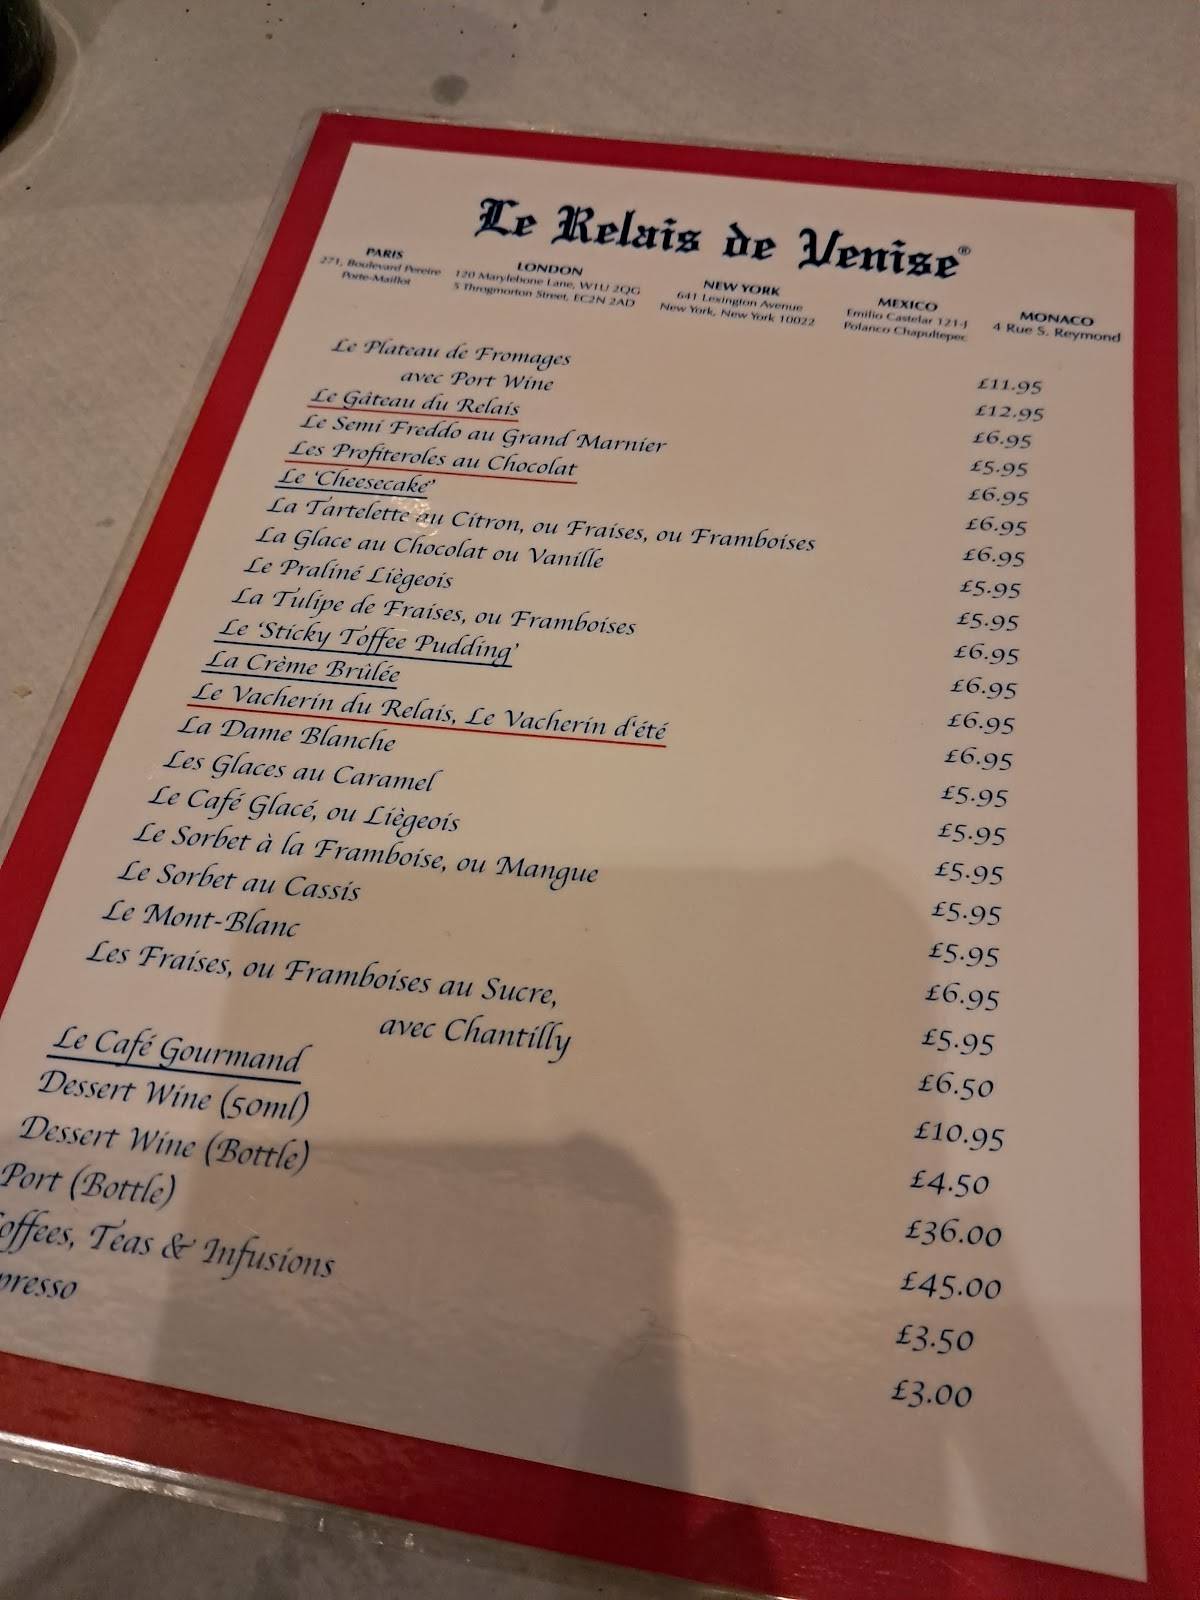 Le Relais de Venise®
PARIS
271, Boulevard Pereire
Porte-Maillot
LONDON
120 Marylebone Lane, W1U 2QG
5 Throgmorton Street, EC2N 2AD
NEW YORK
641 Lexington Avenue
New York, New York 10022
MEXICO
Emilio Castelar 121-J
Polanco Chapultepec
MONACO
4 Rue S. Reymond
Le Plateau de Fromages £11.95
avec Port Wine £12.95
Le Gâteau du Relais £6.95
Le Semi Freddo au Grand Marnier £5.95
Les Profiteroles au Chocolat £6.95
Le 'Cheesecake' £6.95
La Tartelette au Citron, ou Fraises, ou Framboises £6.95
La Glace au Chocolat ou Vanille £5.95
Le Praliné Liègeois £5.95
La Tulipe de Fraises, ou Framboises £6.95
Le 'Sticky Toffee Pudding' £6.95
La Crème Brûlée £6.95
Le Vacherin du Relais, Le Vacherin d'été £6.95
La Dame Blanche £5.95
Les Glaces au Caramel £5.95
Le Café Glacé, ou Liègeois £5.95
Le Sorbet à la Framboise, ou Mangue £5.95
Le Sorbet au Cassis £5.95
Le Mont-Blanc £6.95
Les Fraises, ou Framboises au Sucre, £5.95
avec Chantilly £6.50
Le Café Gourmand £10.95
Dessert Wine (50ml) £4.50
Dessert Wine (Bottle) £36.00
Port (Bottle) £45.00
offees, Teas & Infusions £3.50
presso £3.00